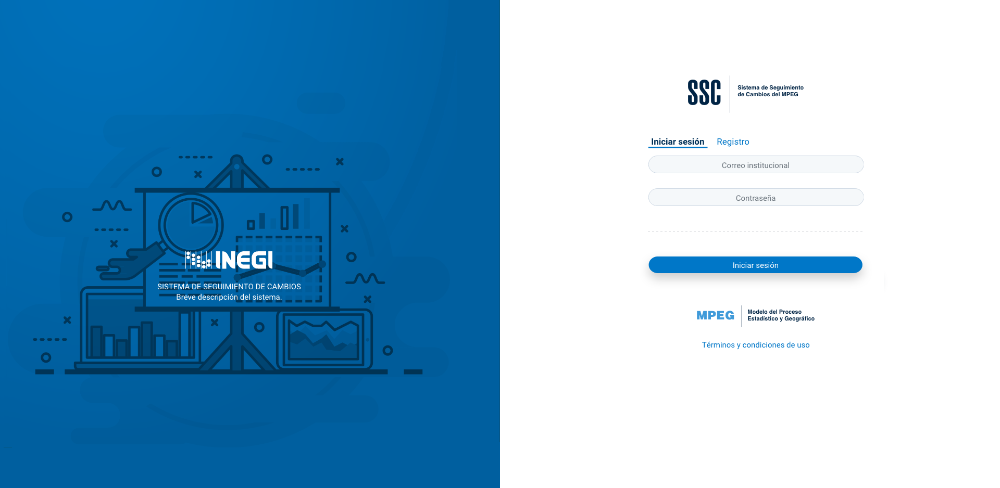 INEGI
SISTEMA DE SEGUIMIENTO DE CAMBIOS
Breve descripción del sistema.
SSC
Sistema de Seguimiento
de Cambios del MPEG
Iniciar sesión Registro
Correo institucional
Contraseña
Iniciar sesión
MPEG
Modelo del Proceso
Estadístico y Geográfico
Términos y condiciones de uso